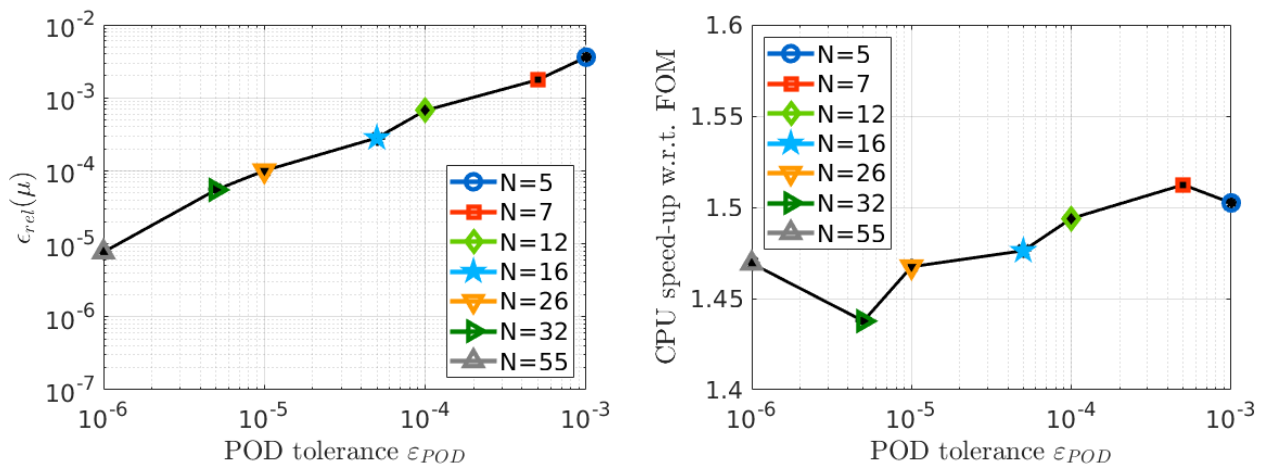 10^-2
10^-3
10^-4
10^-5
10^-6
10^-7
ϵ_rel(μ)
N=5
N=7
N=12
N=16
N=26
N=32
N=55
10^-6
10^-5
10^-4
10^-3
POD tolerance ε_POD
1.6
1.55
1.5
1.45
1.4
CPU speed-up w.r.t. FOM
N=5
N=7
N=12
N=16
N=26
N=32
N=55
10^-6
10^-5
10^-4
10^-3
POD tolerance ε_POD